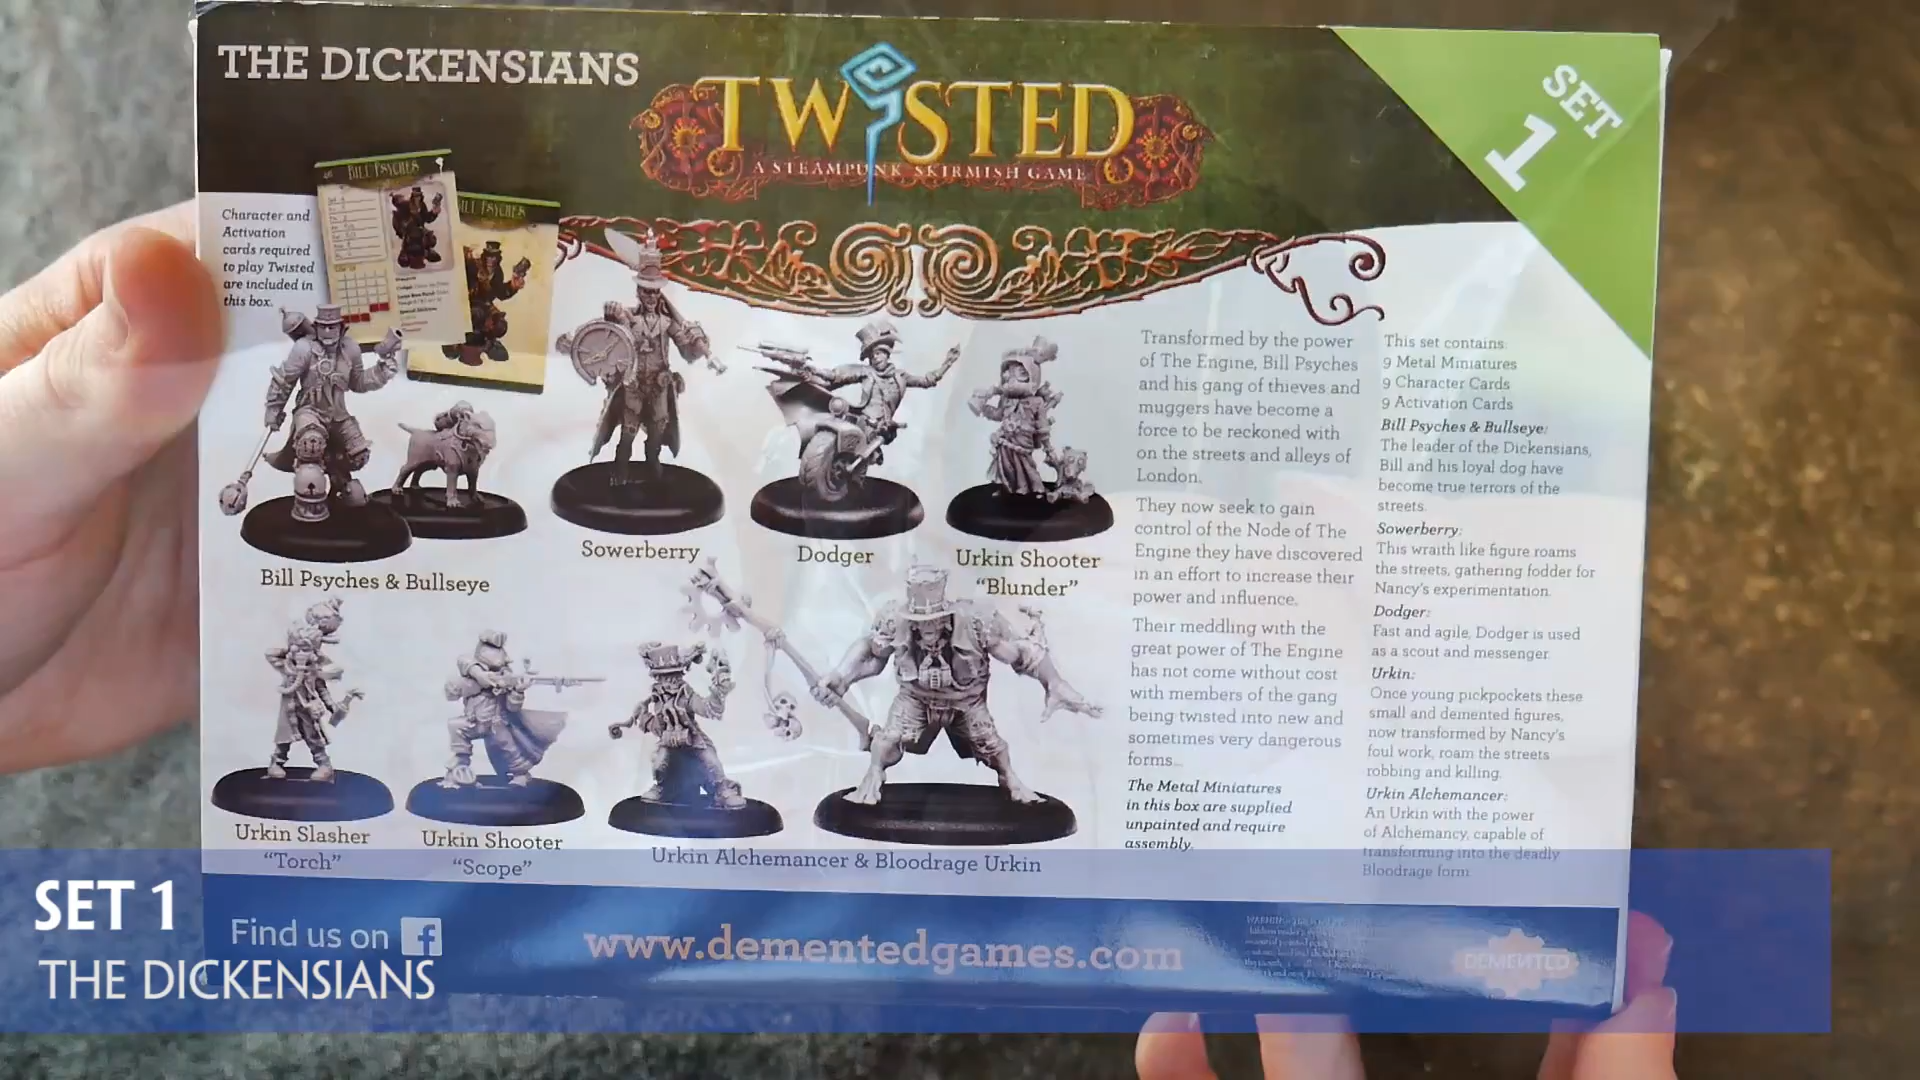 THE DICKENSIANS
TWISTED
A STEAMPUNK SKIRMISH GAME
SET
1
Character and
Activation
cards required
to play Twisted
are included in
this box.
BILL PSYCHES
BILL PSYCHES
Bill Psyches & Bullseye
Sowerberry
Dodger
Urkin Shooter
"Blunder"
Urkin Slasher
"Torch"
Urkin Shooter
"Scope"
Urkin Alchemancer & Bloodrage Urkin
Transformed by the power
of The Engine, Bill Psyches
and his gang of thieves and
muggers have become a
force to be reckoned with
on the streets and alleys of
London.
They now seek to gain
control of the Node of The
Engine they have discovered
in an effort to increase their
power and influence.
Their meddling with the
great power of The Engine
has not come without cost
with members of the gang
being twisted into new and
sometimes very dangerous
forms...
The Metal Miniatures
in this box are supplied
unpainted and require
assembly.
This set contains:
9 Metal Miniatures
9 Character Cards
9 Activation Cards
Bill Psyches & Bullseye:
The leader of the Dickensians,
Bill and his loyal dog have
become true terrors of the
streets.
Sowerberry:
This wraith like figure roams
the streets, gathering fodder for
Nancy's experimentation.
Dodger:
Fast and agile, Dodger is used
as a scout and messenger.
Urkin:
Once young pickpockets these
small and demented figures,
now transformed by Nancy's
foul work, roam the streets
robbing and killing.
Urkin Alchemancer:
An Urkin with the power
of Alchemancy, capable of
transforming into the deadly
Bloodrage form
Find us on f
www.dementedgames.com
DEMENTED
SET 1
THE DICKENSIANS